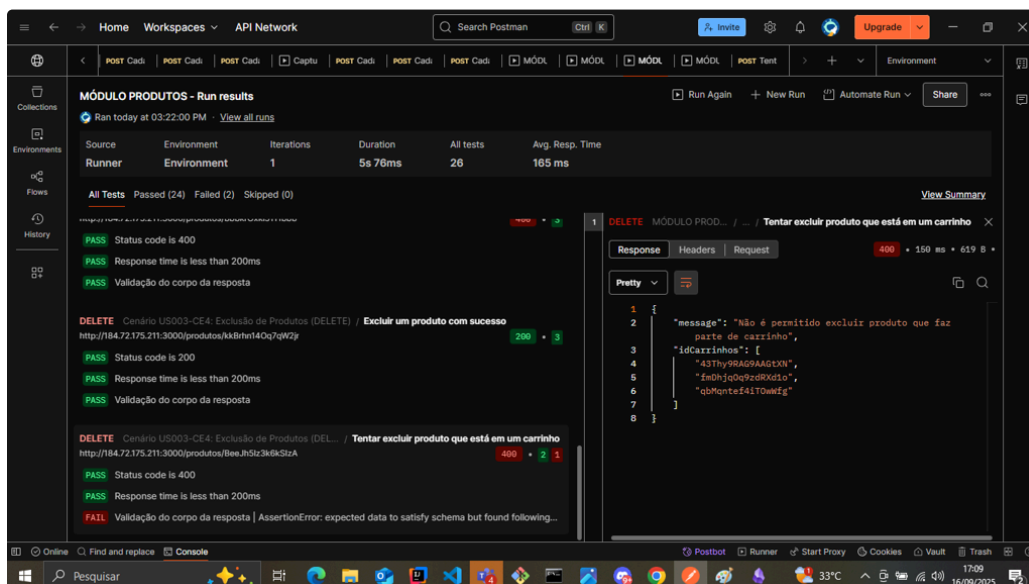 Home Workspaces API Network Search Postman Ctrl K Invite Upgrade
POST Cad POST Cad POST Cad Captu POST Cad POST Cad POST Cad MÓDL MÓDL MÓDL MÓDL POST Tent Environment
Collections
Environments
Flows
History
MÓDULO PRODUTOS - Run results
Run Again + New Run Automate Run Share
Ran today at 03:22:00 PM · View all runs
Source Environment Iterations Duration All tests Avg. Resp. Time
Runner Environment 1 5s 76ms 26 165 ms
All Tests Passed (24) Failed (2) Skipped (0) View Summary
400 • 3
PASS Status code is 400
PASS Response time is less than 200ms
PASS Validação do corpo da resposta
DELETE Cenário US003-CE4: Exclusão de Produtos (DELETE) / Excluir um produto com sucesso
http://184.72.175.211:3000/produtos/kkBrhn14Oq7qW2jr 200 • 3
PASS Status code is 200
PASS Response time is less than 200ms
PASS Validação do corpo da resposta
DELETE Cenário US003-CE4: Exclusão de Produtos (DEL... / Tentar excluir produto que está em um carrinho
http://184.72.175.211:3000/produtos/BeeJh5lz3k6kSIzA 400 • 2 1
PASS Status code is 400
PASS Response time is less than 200ms
FAIL Validação do corpo da resposta | AssertionError: expected data to satisfy schema but found following...
1 DELETE MÓDULO PROD... / ... / Tentar excluir produto que está em um carrinho
Response Headers Request 400 • 150 ms • 619 B •
Pretty
1 {
2 "message": "Não é permitido excluir produto que faz
parte de carrinho",
3 "idCarrinhos": [
4 "43Thy9RAG9AAGtXN",
5 "fmDhjqOq9zdRXd1o",
6 "qbMqntef4iTOwWfg"
7 ]
8 }
Online Find and replace Console Postbot Runner Start Proxy Cookies Vault Trash
Pesquisar 33°C 17:09
16/09/2025